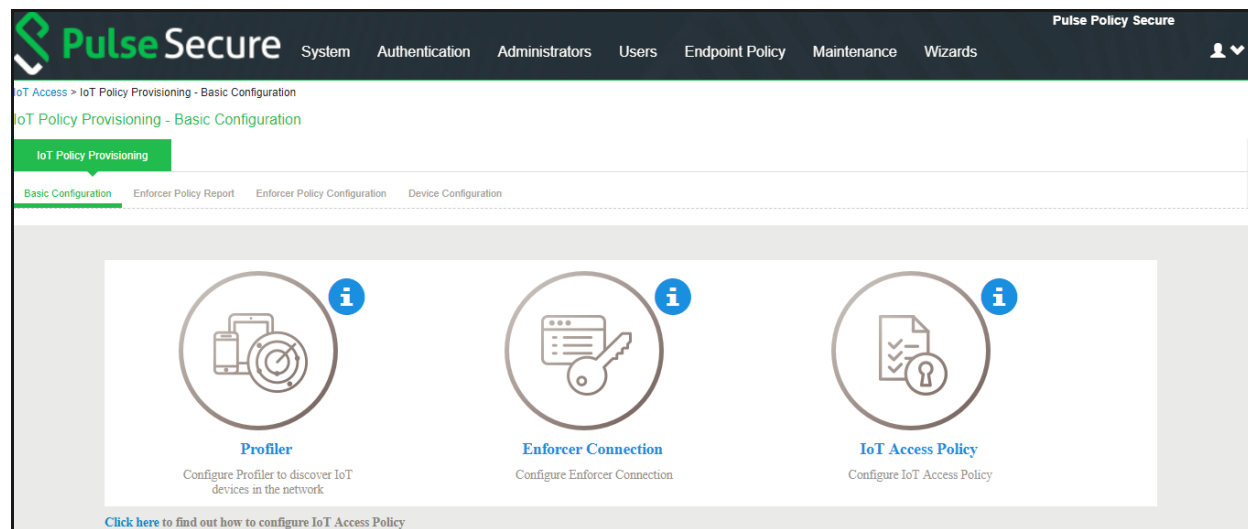 Pulse Policy Secure
Pulse Secure System Authentication Administrators Users Endpoint Policy Maintenance Wizards
IoT Access > IoT Policy Provisioning - Basic Configuration
IoT Policy Provisioning - Basic Configuration
IoT Policy Provisioning
Basic Configuration Enforcer Policy Report Enforcer Policy Configuration Device Configuration
i i i
Profiler Enforcer Connection IoT Access Policy
Configure Profiler to discover IoT Configure Enforcer Connection Configure IoT Access Policy
devices in the network
Click here to find out how to configure IoT Access Policy